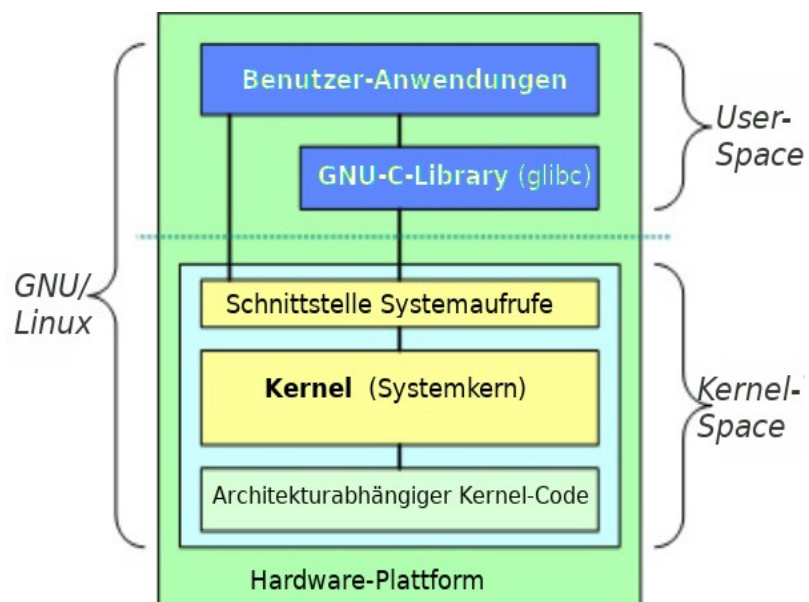 Benutzer-Anwendungen
User-
Space
GNU-C-Library (glibc)
GNU/
Linux
Schnittstelle Systemaufrufe
Kernel (Systemkern)
Kernel-
Space
Architekturabhängiger Kernel-Code
Hardware-Plattform